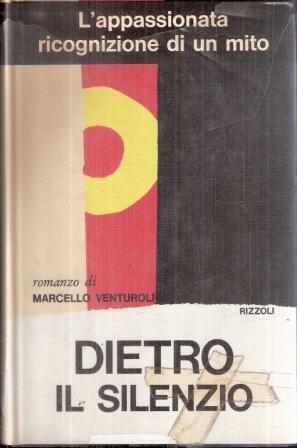 L'appassionata
ricognizione di un mito
romanzo di
MARCELLO VENTUROLI
RIZZOLI
DIETRO
IL SILENZIO